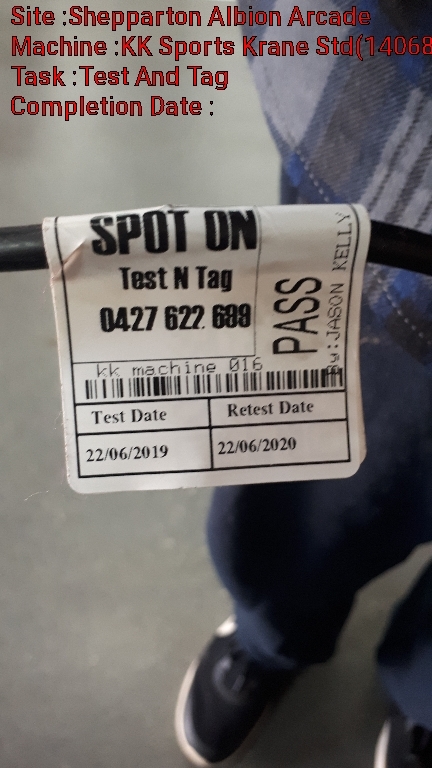 Site :Shepparton Albion Arcade
Machine :KK Sports Krane Std(14068
Task :Test And Tag
Completion Date :
SPOT ON
Test N Tag
0427 622 699
PASS
By:JASON KELLY
kk machine 016
Test Date
Retest Date
22/06/2019
22/06/2020